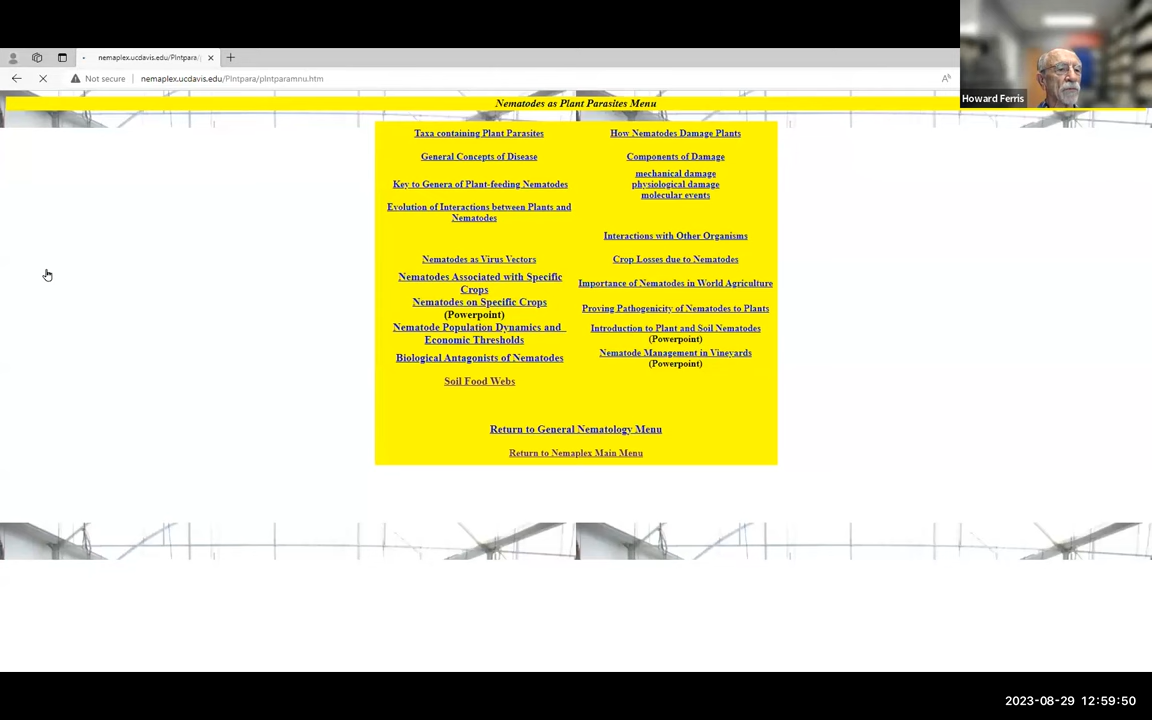 nemaplex.ucdavis.edu/Plntpara/
Not secure
nemaplex.ucdavis.edu/Plntpara/plntparamnu.htm
Howard Ferris
Nematodes as Plant Parasites Menu
Taxa containing Plant Parasites
How Nematodes Damage Plants
General Concepts of Disease
Components of Damage
mechanical damage
Key to Genera of Plant-feeding Nematodes
physiological damage
molecular events
Evolution of Interactions between Plants and
Nematodes
Interactions with Other Organisms
Nematodes as Virus Vectors
Crop Losses due to Nematodes
Nematodes Associated with Specific
Crops
Importance of Nematodes in World Agriculture
Nematodes on Specific Crops
(Powerpoint)
Proving Pathogenicity of Nematodes to Plants
Nematode Population Dynamics and
Economic Thresholds
Introduction to Plant and Soil Nematodes
(Powerpoint)
Biological Antagonists of Nematodes
Nematode Management in Vineyards
(Powerpoint)
Soil Food Webs
Return to General Nematology Menu
Return to Nemaplex Main Menu
2023-08-29 12:59:50